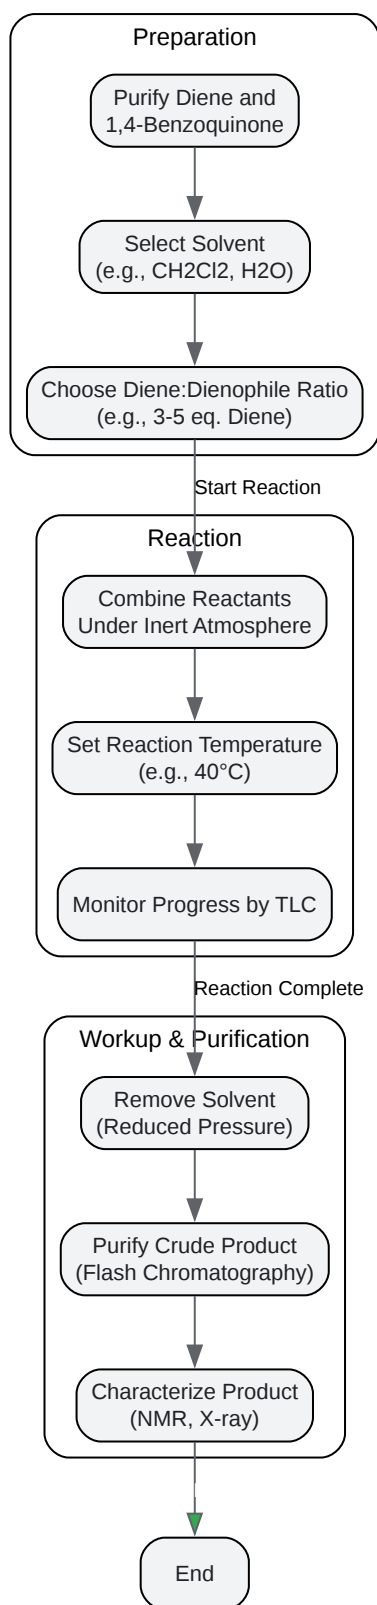 Preparation
Purify Diene and
1,4-Benzoquinone
Select Solvent
(e.g., CH2Cl2, H2O)
Choose Diene:Dienophile Ratio
(e.g., 3-5 eq. Diene)
Start Reaction
Reaction
Combine Reactants
Under Inert Atmosphere
Set Reaction Temperature
(e.g., 40°C)
Monitor Progress by TLC
Reaction Complete
Workup & Purification
Remove Solvent
(Reduced Pressure)
Purify Crude Product
(Flash Chromatography)
Characterize Product
(NMR, X-ray)
End